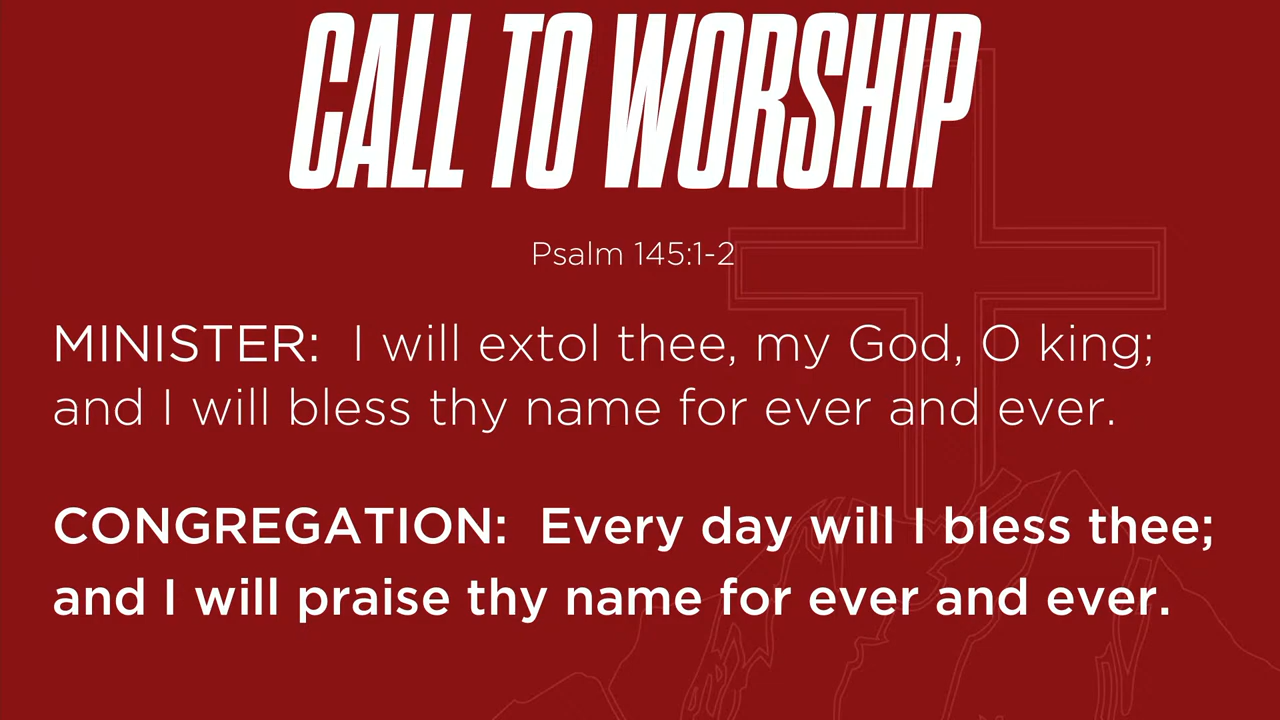 CALL TO WORSHIP
Psalm 145:1-2
MINISTER: I will extol thee, my God, O king;
and I will bless thy name for ever and ever.
CONGREGATION: Every day will I bless thee;
and I will praise thy name for ever and ever.